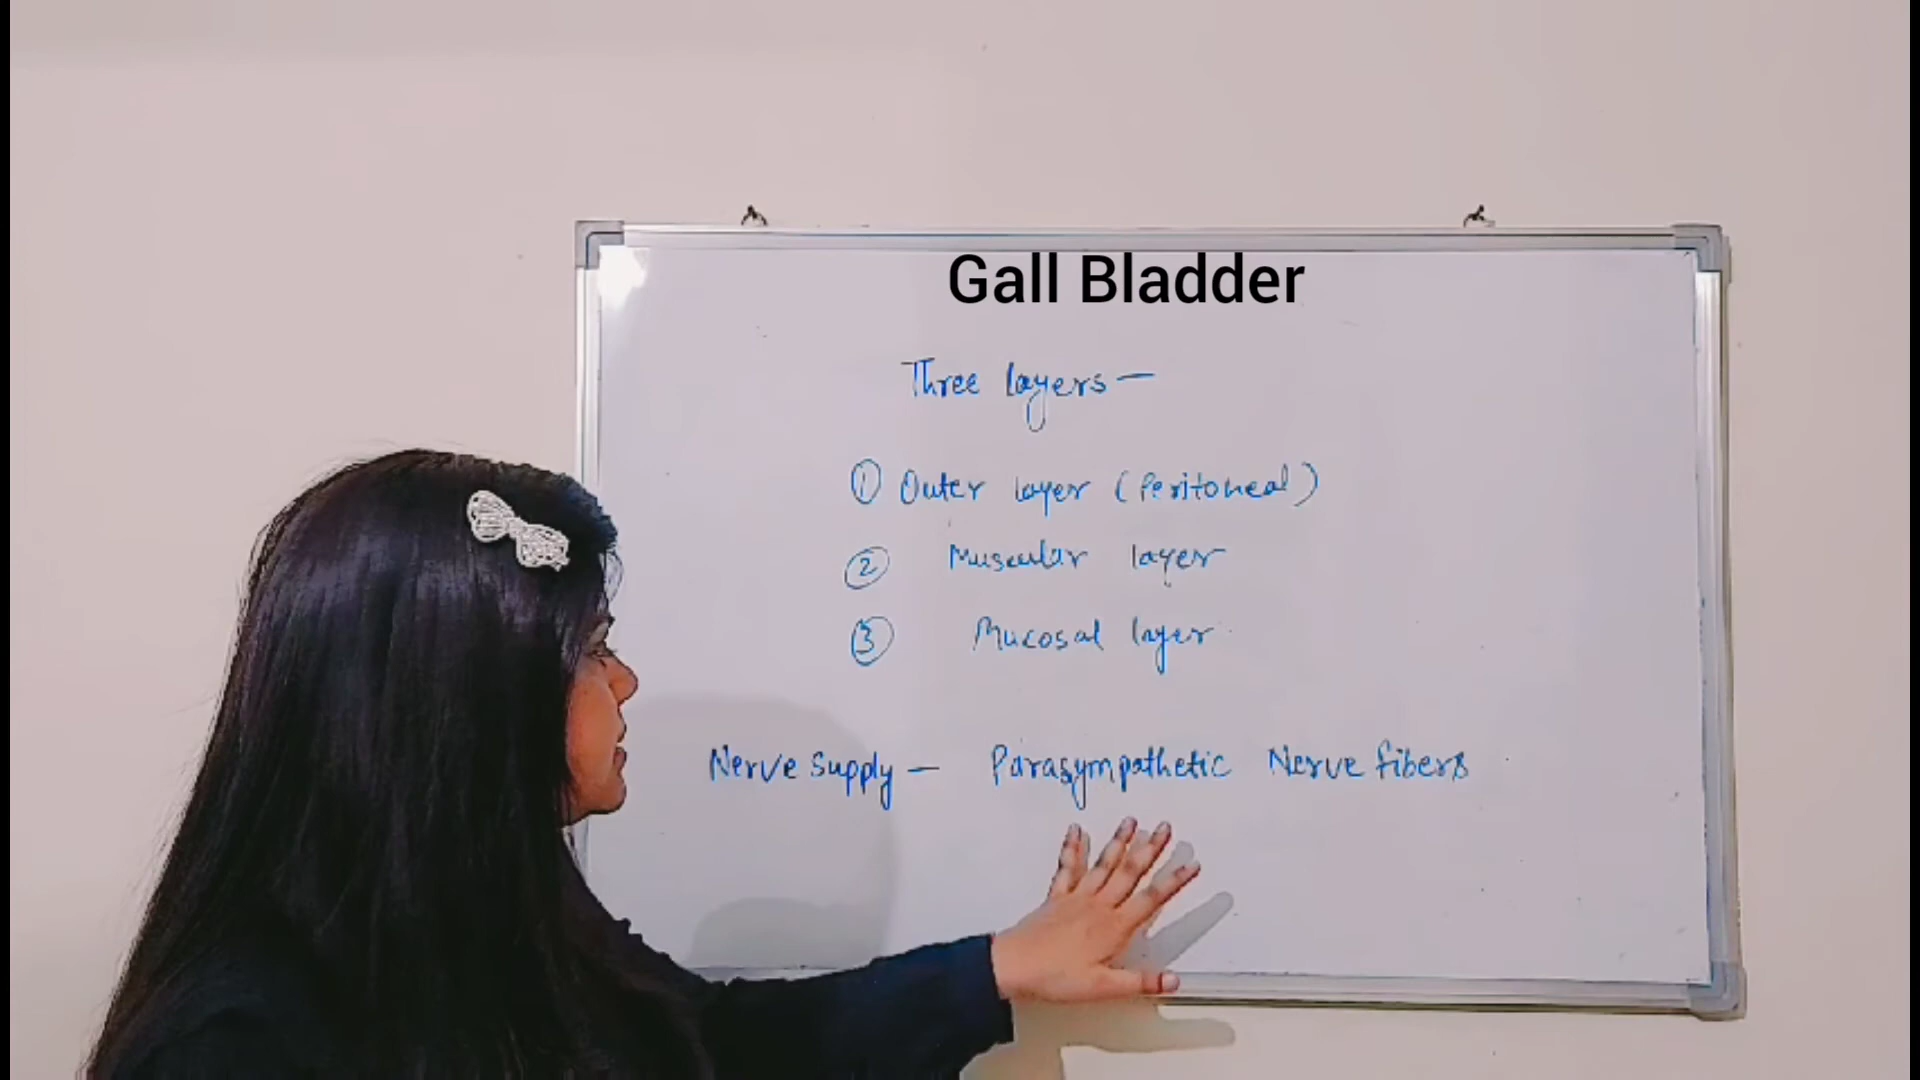 Gall Bladder
Three layers —
① Outer layer (Peritoneal)
② Muscular layer
③ Mucosal layer
Nerve supply — Parasympathetic Nerve fibers